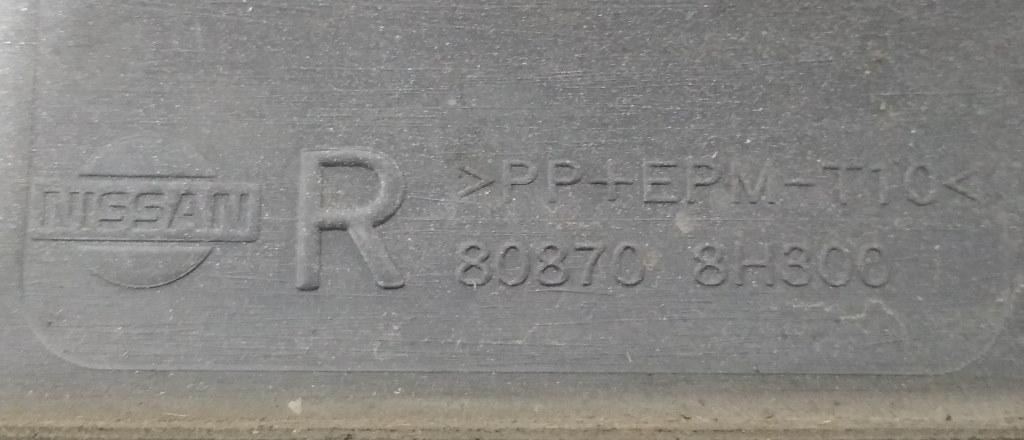 NISSAN
R
>PP+EPM-T10<
80870 8H300